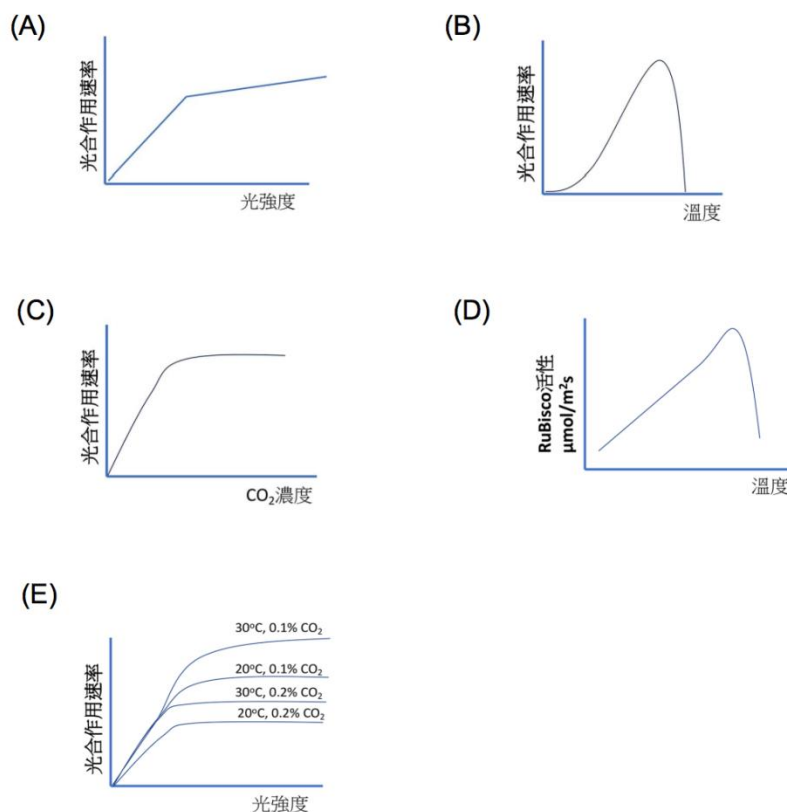 (A)
光合作用速率
光強度
(B)
光合作用速率
溫度
(C)
光合作用速率
CO₂濃度
(D)
RuBisco活性
μmol/m²s
溫度
(E)
光合作用速率
30ºC, 0.1% CO₂
20ºC, 0.1% CO₂
30ºC, 0.2% CO₂
20ºC, 0.2% CO₂
光強度